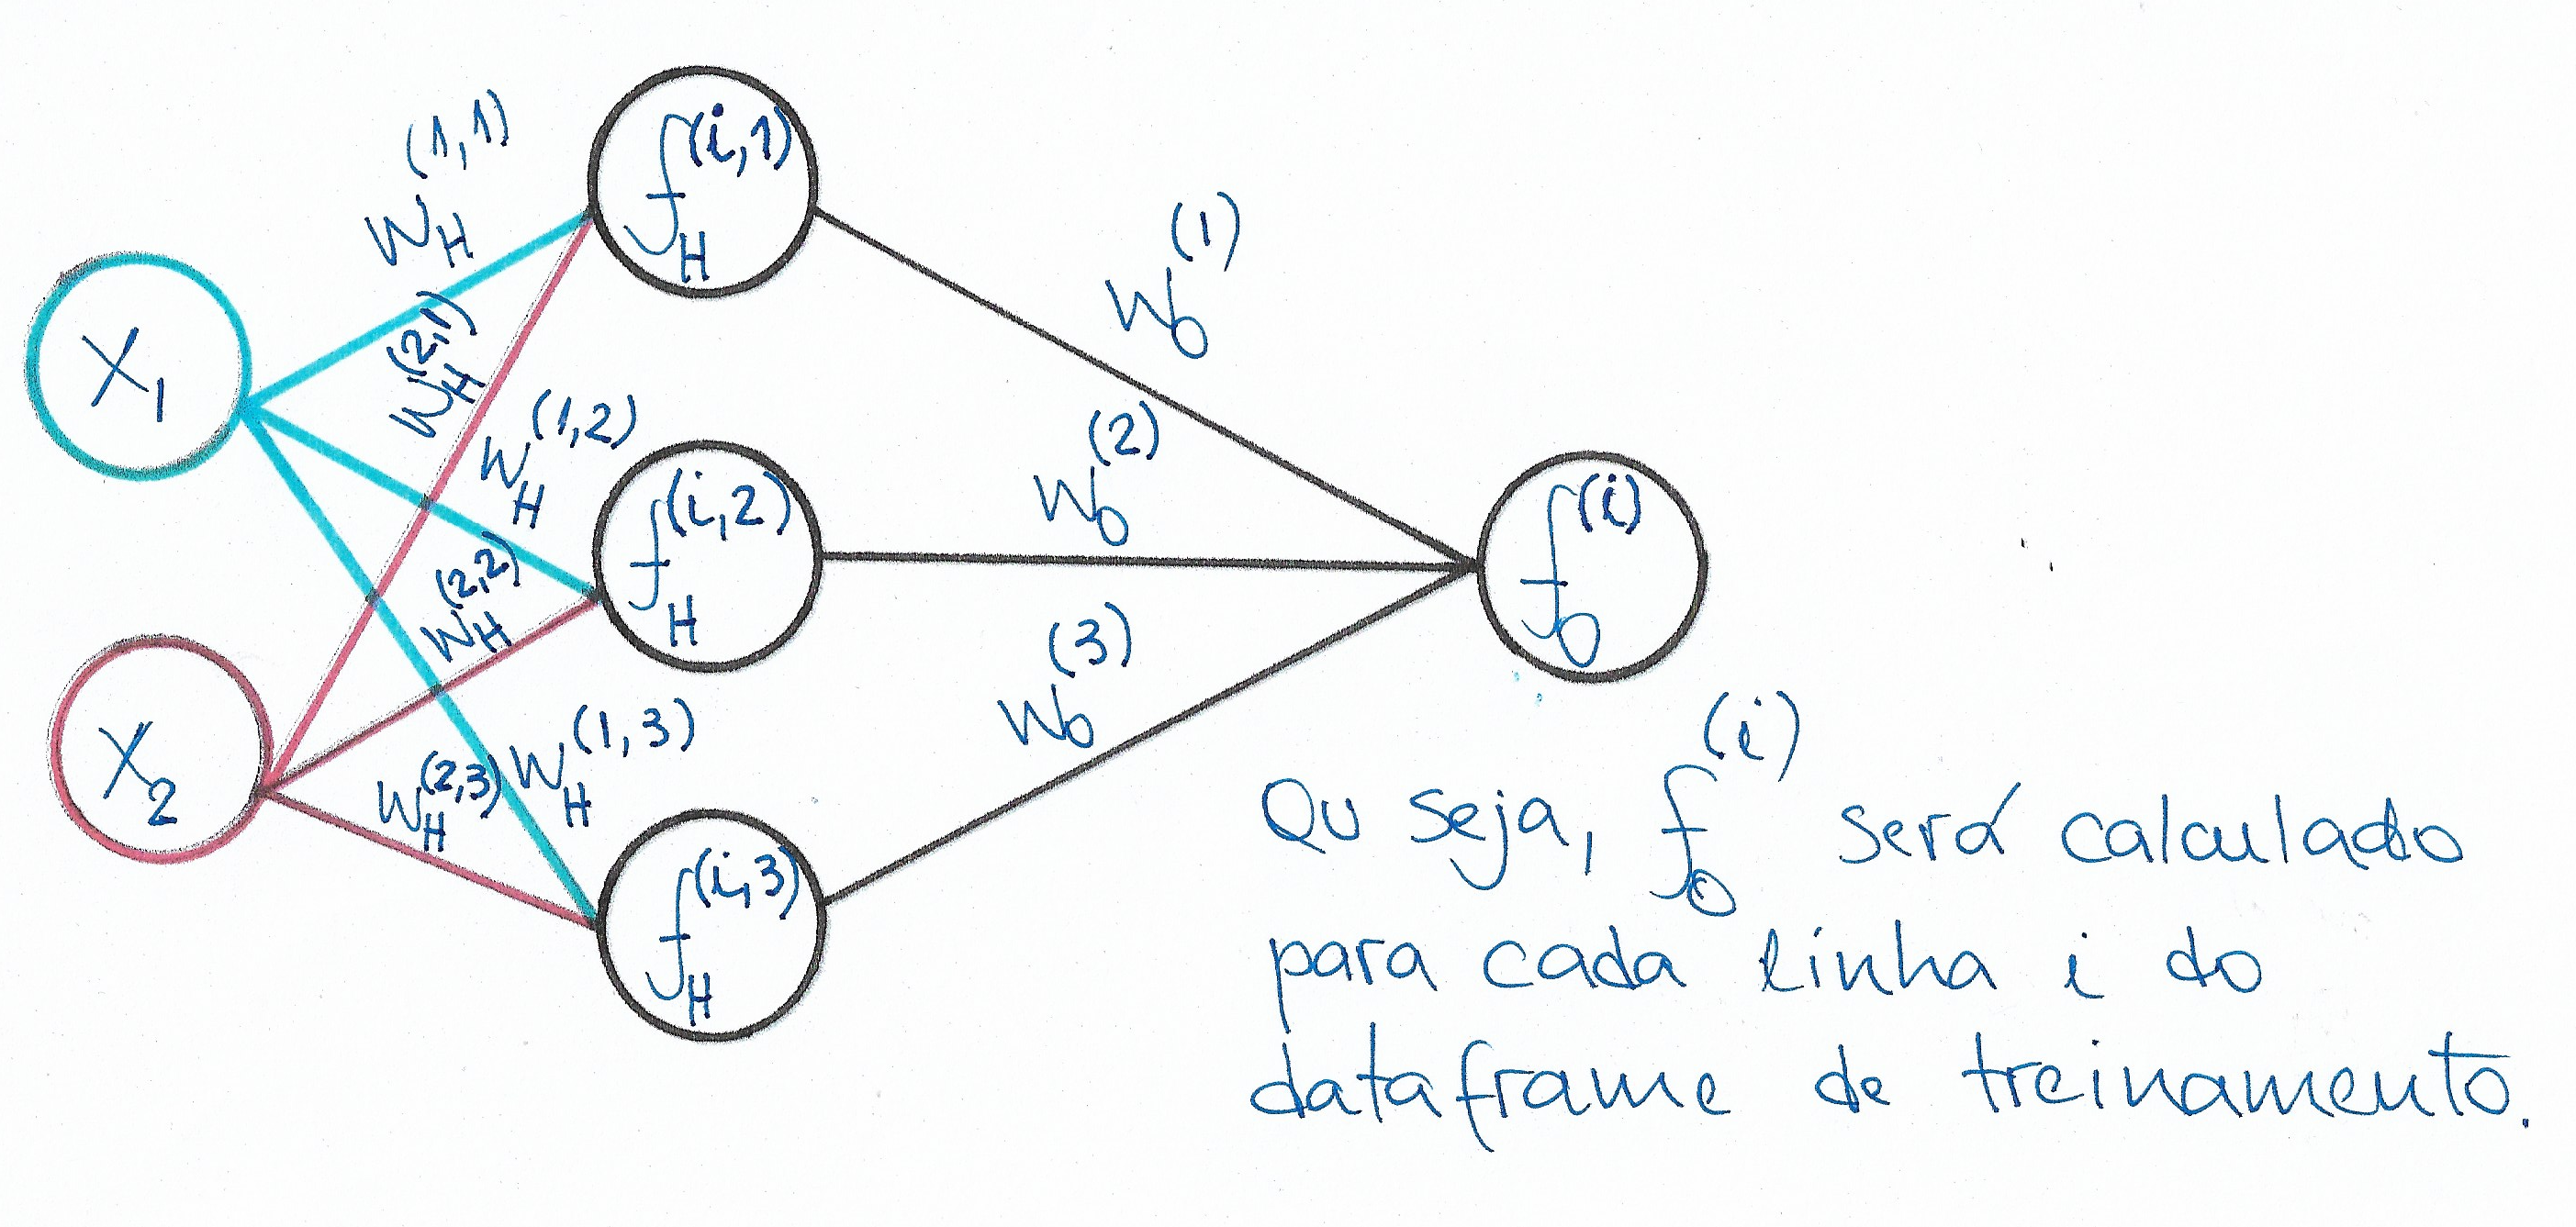 W_H^(1,1)
f_H^(i,1)
W_O^(1)
X_1
W_H^(2,1)
W_H^(1,2)
W_O^(2)
f_H^(i,2)
f_O^(i)
W_H^(2,2)
W_O^(3)
X_2
W_H^(2,3)
W_H^(1,3)
f_H^(i,3)
Ou seja, f_O^(i) será calculado
para cada linha i do
dataframe de treinamento.